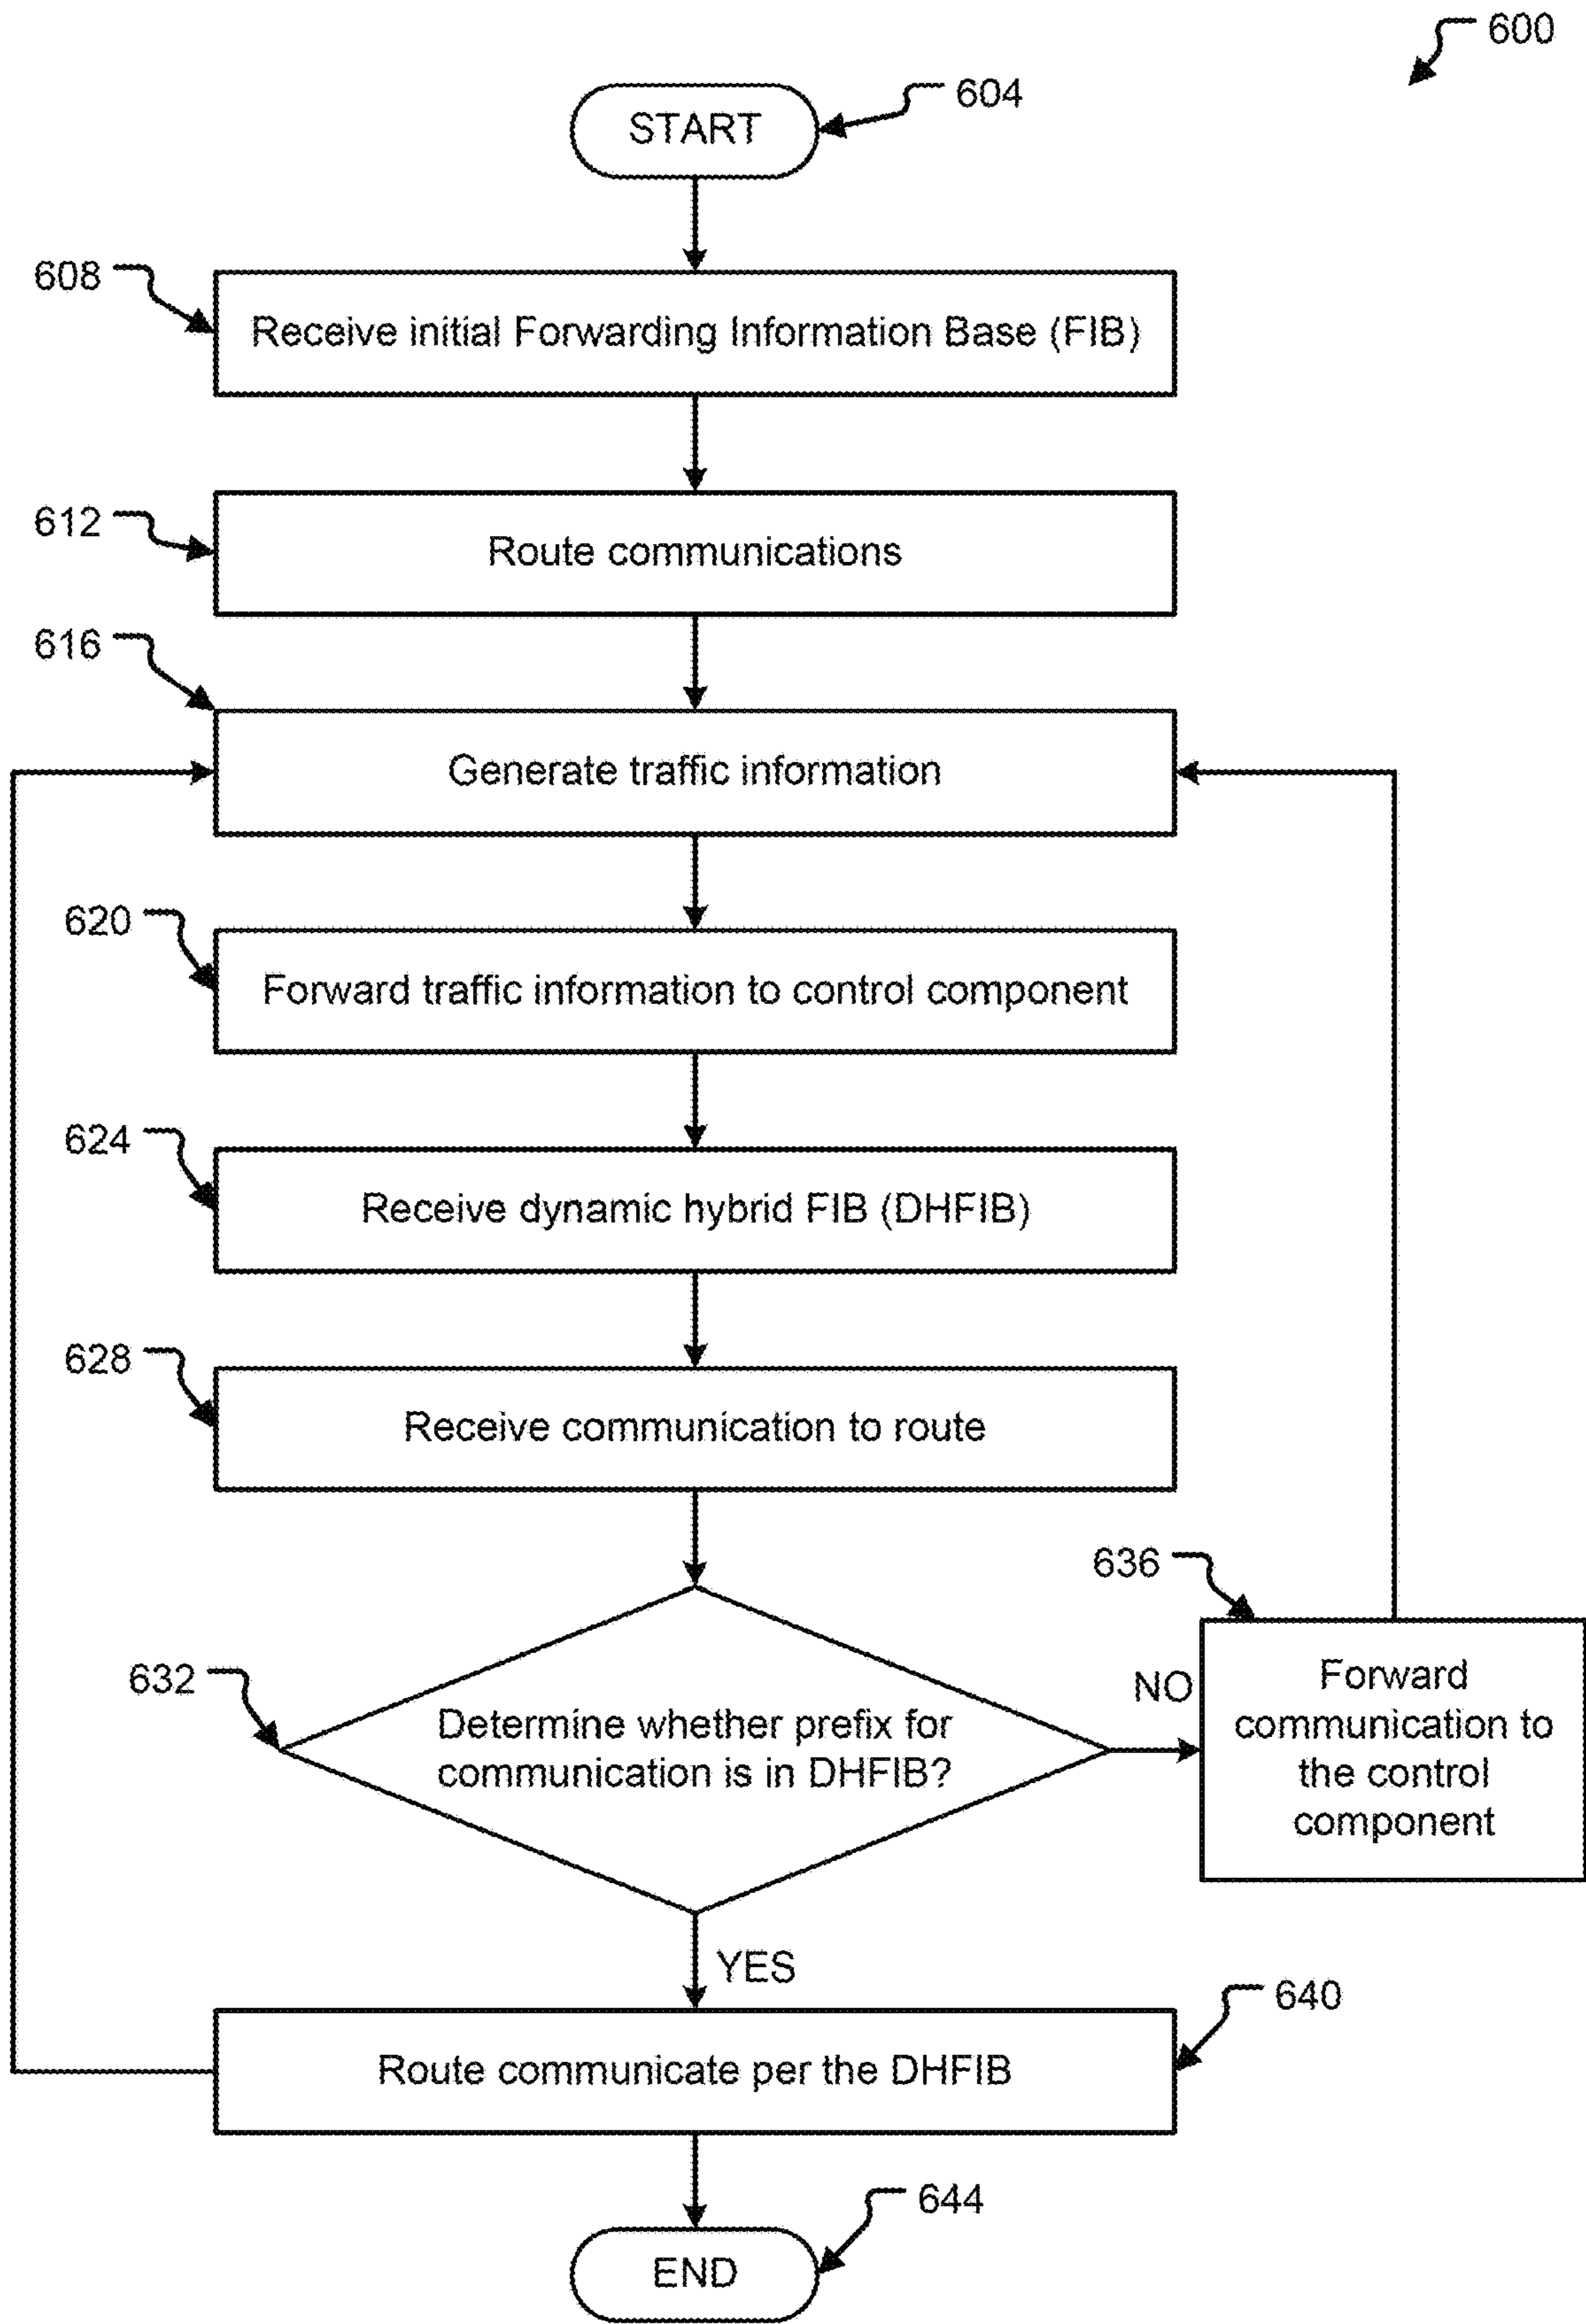 600
604
START
608
Receive initial Forwarding Information Base (FIB)
612
Route communications
616
Generate traffic information
620
Forward traffic information to control component
624
Receive dynamic hybrid FIB (DHFIB)
628
Receive communication to route
636
632
Determine whether prefix for
communication is in DHFIB?
NO
Forward
communication to
the control
component
YES
640
Route communicate per the DHFIB
644
END